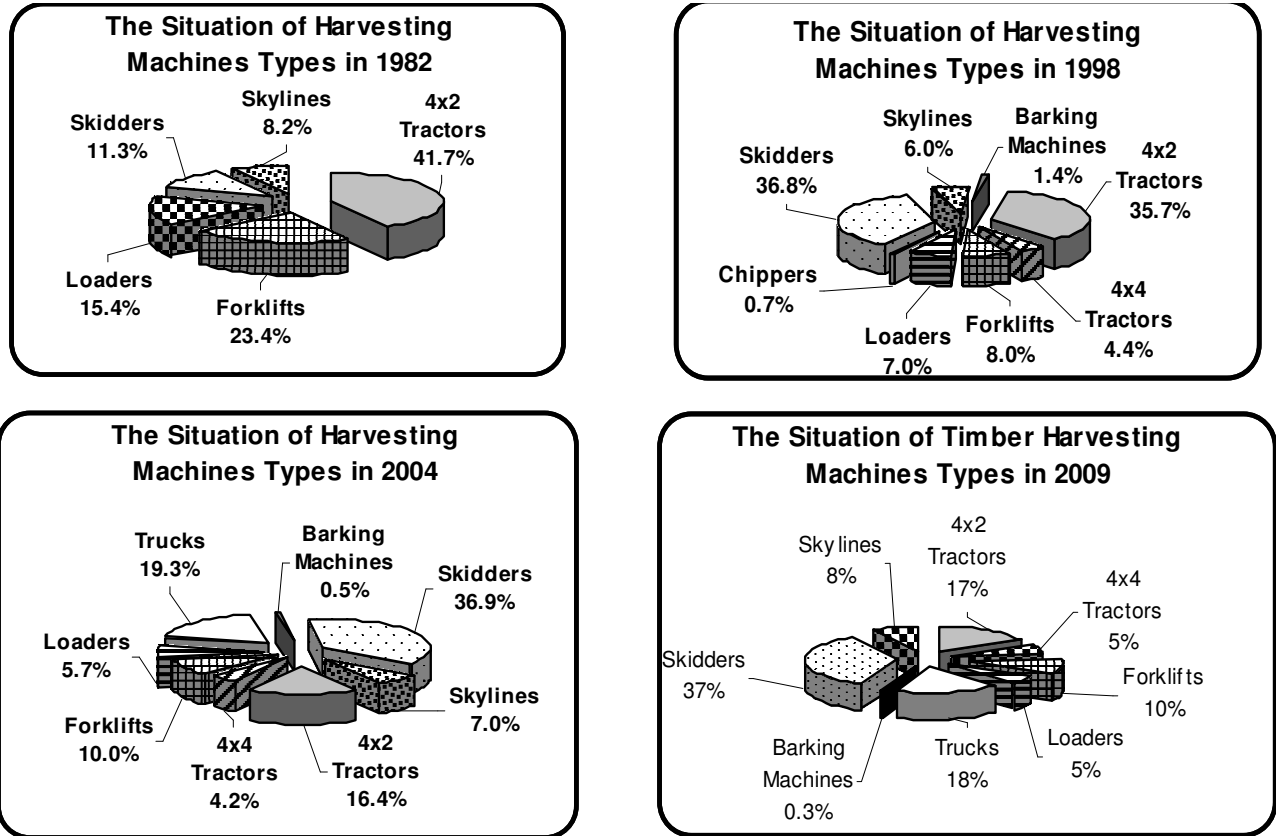 The Situation of Harvesting
Machines Types in 1982
Skylines
8.2%
4x2
Tractors
41.7%
Skidders
11.3%
Loaders
15.4%
Forklifts
23.4%
The Situation of Harvesting
Machines Types in 1998
Skylines
6.0%
Barking
Machines
1.4%
4x2
Tractors
35.7%
Skidders
36.8%
Chippers
0.7%
Loaders
7.0%
Forklifts
8.0%
4x4
Tractors
4.4%
The Situation of Harvesting
Machines Types in 2004
Trucks
19.3%
Barking
Machines
0.5%
Skidders
36.9%
Loaders
5.7%
Forklifts
10.0%
4x4
Tractors
4.2%
4x2
Tractors
16.4%
Skylines
7.0%
The Situation of Timber Harvesting
Machines Types in 2009
Skylines
8%
4x2
Tractors
17%
4x4
Tractors
5%
Skidders
37%
Forklifts
10%
Barking
Machines
0.3%
Trucks
18%
Loaders
5%